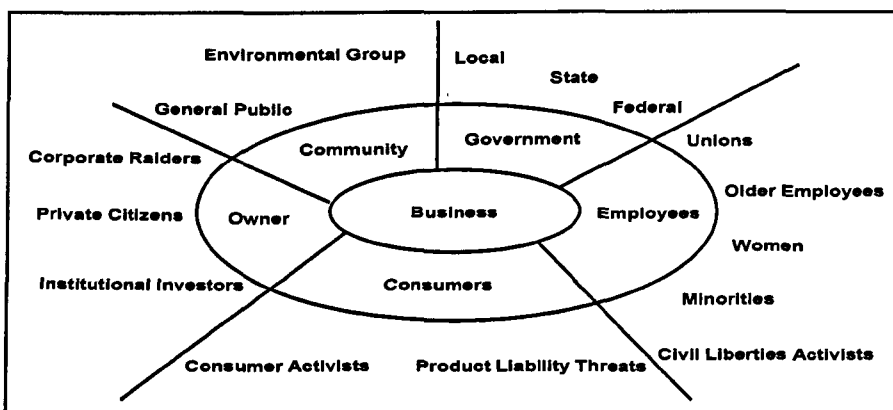 Environmental Group
Local
State
General Public
Federal
Community
Government
Unions
Corporate Raiders
Older Employees
Private Citizens
Owner
Business
Employees
Women
Institutional Investors
Consumers
Minorities
Consumer Activists
Product Liability Threats
Civil Liberties Activists